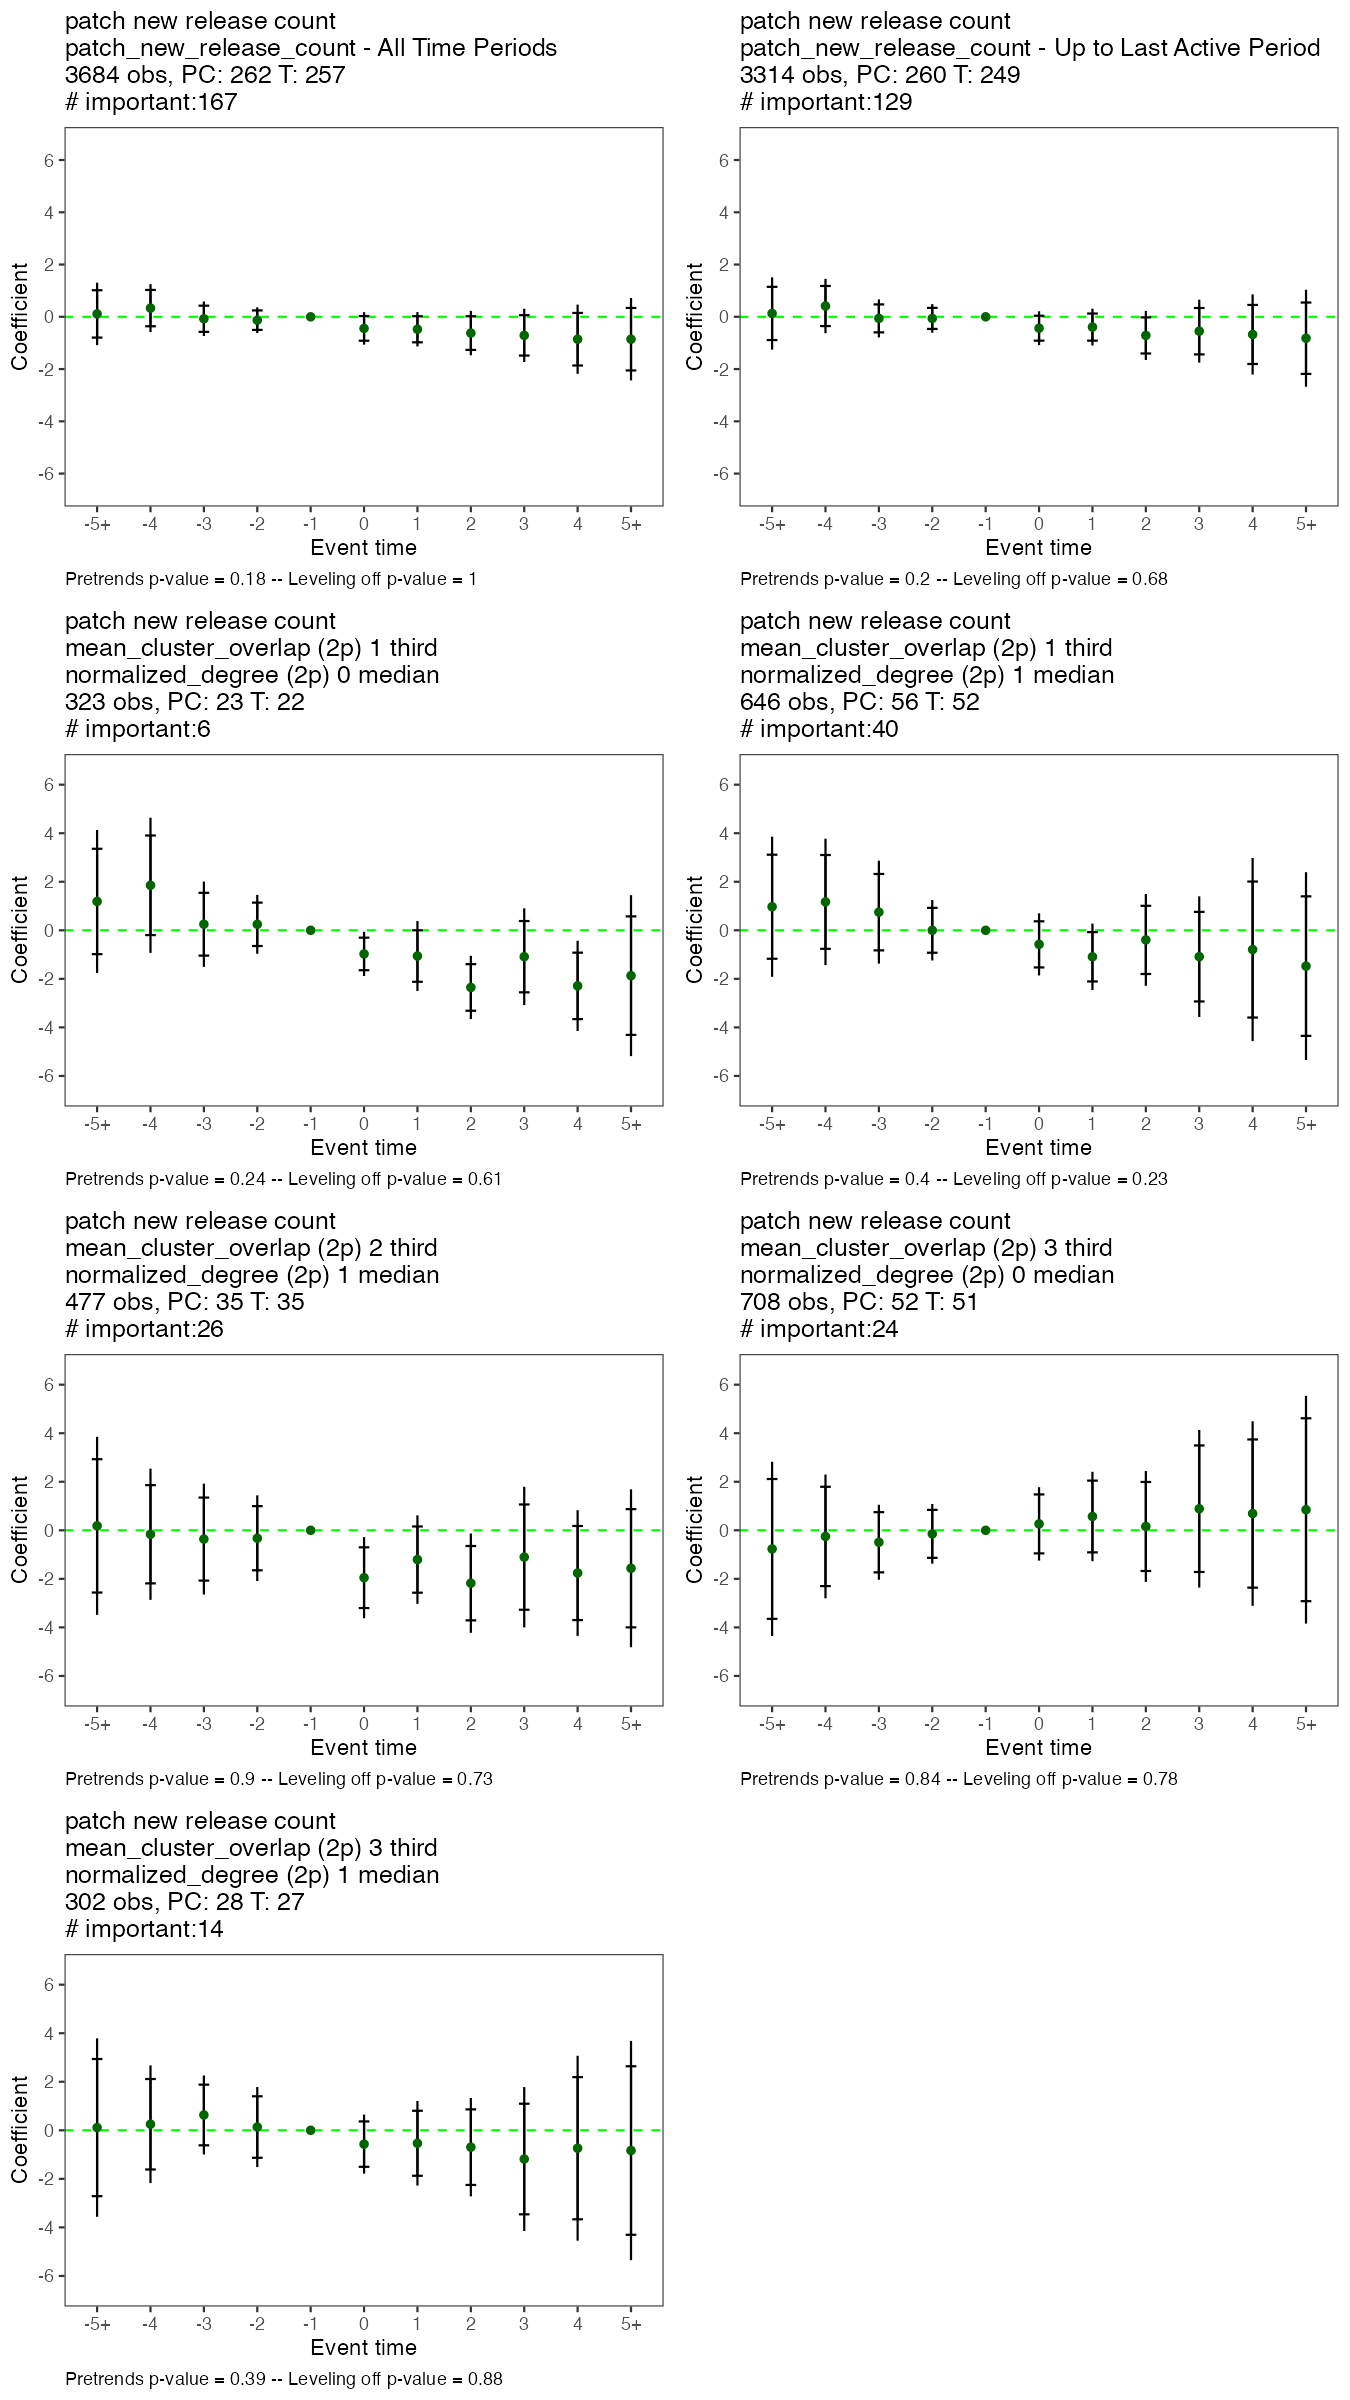 patch new release count
patch_new_release_count - All Time Periods
3684 obs, PC: 262 T: 257
# important:167
6
4
2
0
-2
-4
-6
Coefficient
-5+ -4 -3 -2 -1 0 1 2 3 4 5+
Event time
Pretrends p-value = 0.18 -- Leveling off p-value = 1
patch new release count
patch_new_release_count - Up to Last Active Period
3314 obs, PC: 260 T: 249
# important:129
6
4
2
0
-2
-4
-6
Coefficient
-5+ -4 -3 -2 -1 0 1 2 3 4 5+
Event time
Pretrends p-value = 0.2 -- Leveling off p-value = 0.68
patch new release count
mean_cluster_overlap (2p) 1 third
normalized_degree (2p) 0 median
323 obs, PC: 23 T: 22
# important:6
6
4
2
0
-2
-4
-6
Coefficient
-5+ -4 -3 -2 -1 0 1 2 3 4 5+
Event time
Pretrends p-value = 0.24 -- Leveling off p-value = 0.61
patch new release count
mean_cluster_overlap (2p) 1 third
normalized_degree (2p) 1 median
646 obs, PC: 56 T: 52
# important:40
6
4
2
0
-2
-4
-6
Coefficient
-5+ -4 -3 -2 -1 0 1 2 3 4 5+
Event time
Pretrends p-value = 0.4 -- Leveling off p-value = 0.23
patch new release count
mean_cluster_overlap (2p) 2 third
normalized_degree (2p) 1 median
477 obs, PC: 35 T: 35
# important:26
6
4
2
0
-2
-4
-6
Coefficient
-5+ -4 -3 -2 -1 0 1 2 3 4 5+
Event time
Pretrends p-value = 0.9 -- Leveling off p-value = 0.73
patch new release count
mean_cluster_overlap (2p) 3 third
normalized_degree (2p) 0 median
708 obs, PC: 52 T: 51
# important:24
6
4
2
0
-2
-4
-6
Coefficient
-5+ -4 -3 -2 -1 0 1 2 3 4 5+
Event time
Pretrends p-value = 0.84 -- Leveling off p-value = 0.78
patch new release count
mean_cluster_overlap (2p) 3 third
normalized_degree (2p) 1 median
302 obs, PC: 28 T: 27
# important:14
6
4
2
0
-2
-4
-6
Coefficient
-5+ -4 -3 -2 -1 0 1 2 3 4 5+
Event time
Pretrends p-value = 0.39 -- Leveling off p-value = 0.88